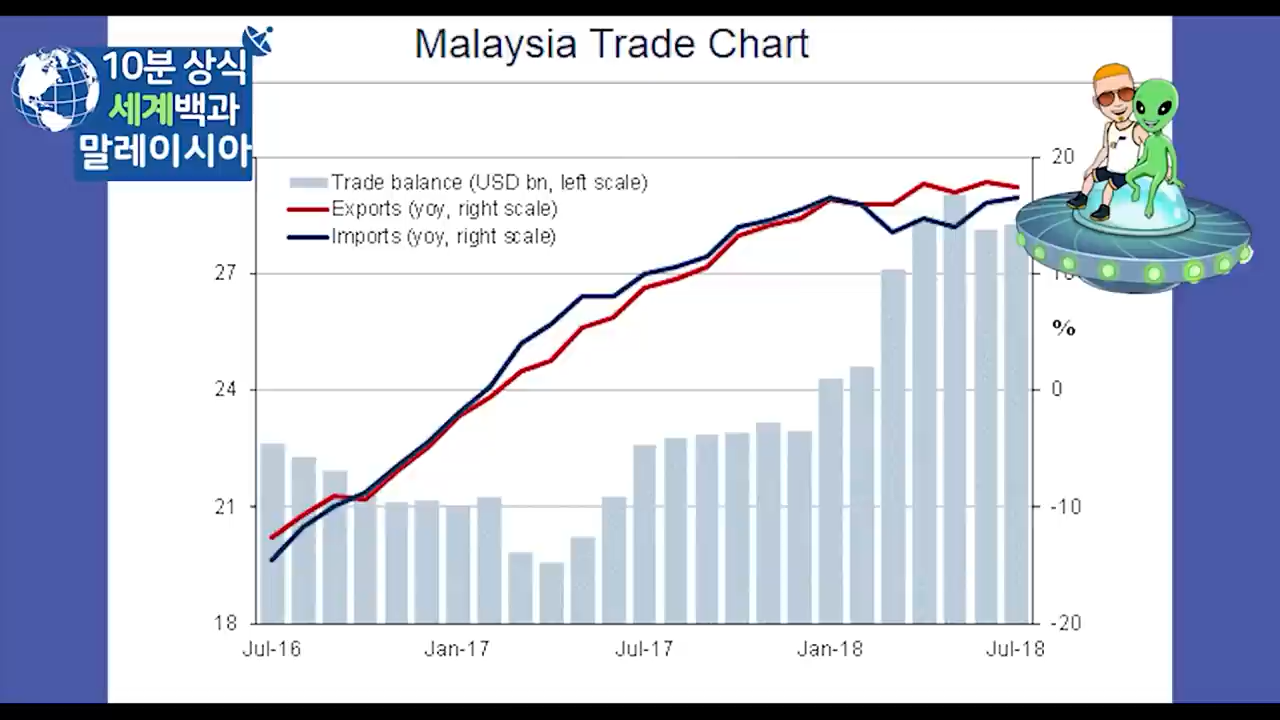 Malaysia Trade Chart
10분 상식
세계백과
말레이시아
Trade balance (USD bn, left scale)
Exports (yoy, right scale)
Imports (yoy, right scale)
20
27
10
%
24
0
21
-10
18
-20
Jul-16
Jan-17
Jul-17
Jan-18
Jul-18